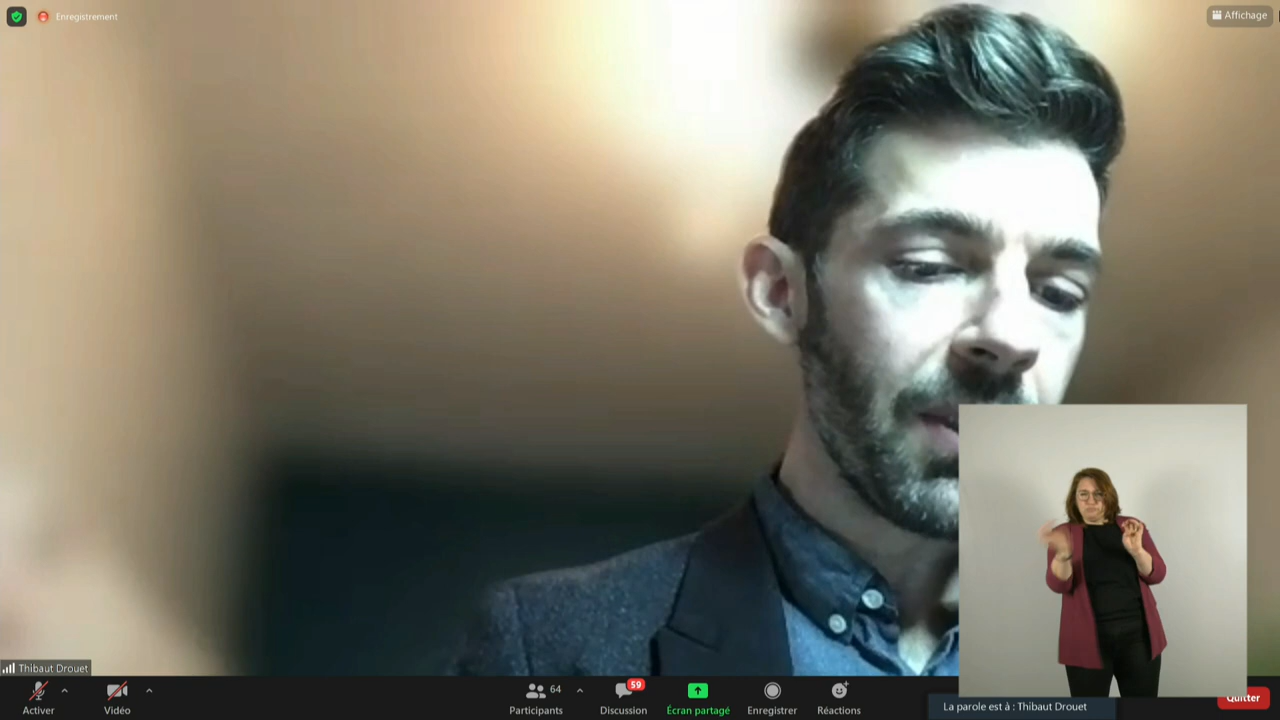 Enregistrement
Affichage
Thibaut Drouet
Activer
Vidéo
64
Participants
59
Discussion
Écran partagé
Enregistrer
Réactions
La parole est à : Thibaut Drouet
Quitter